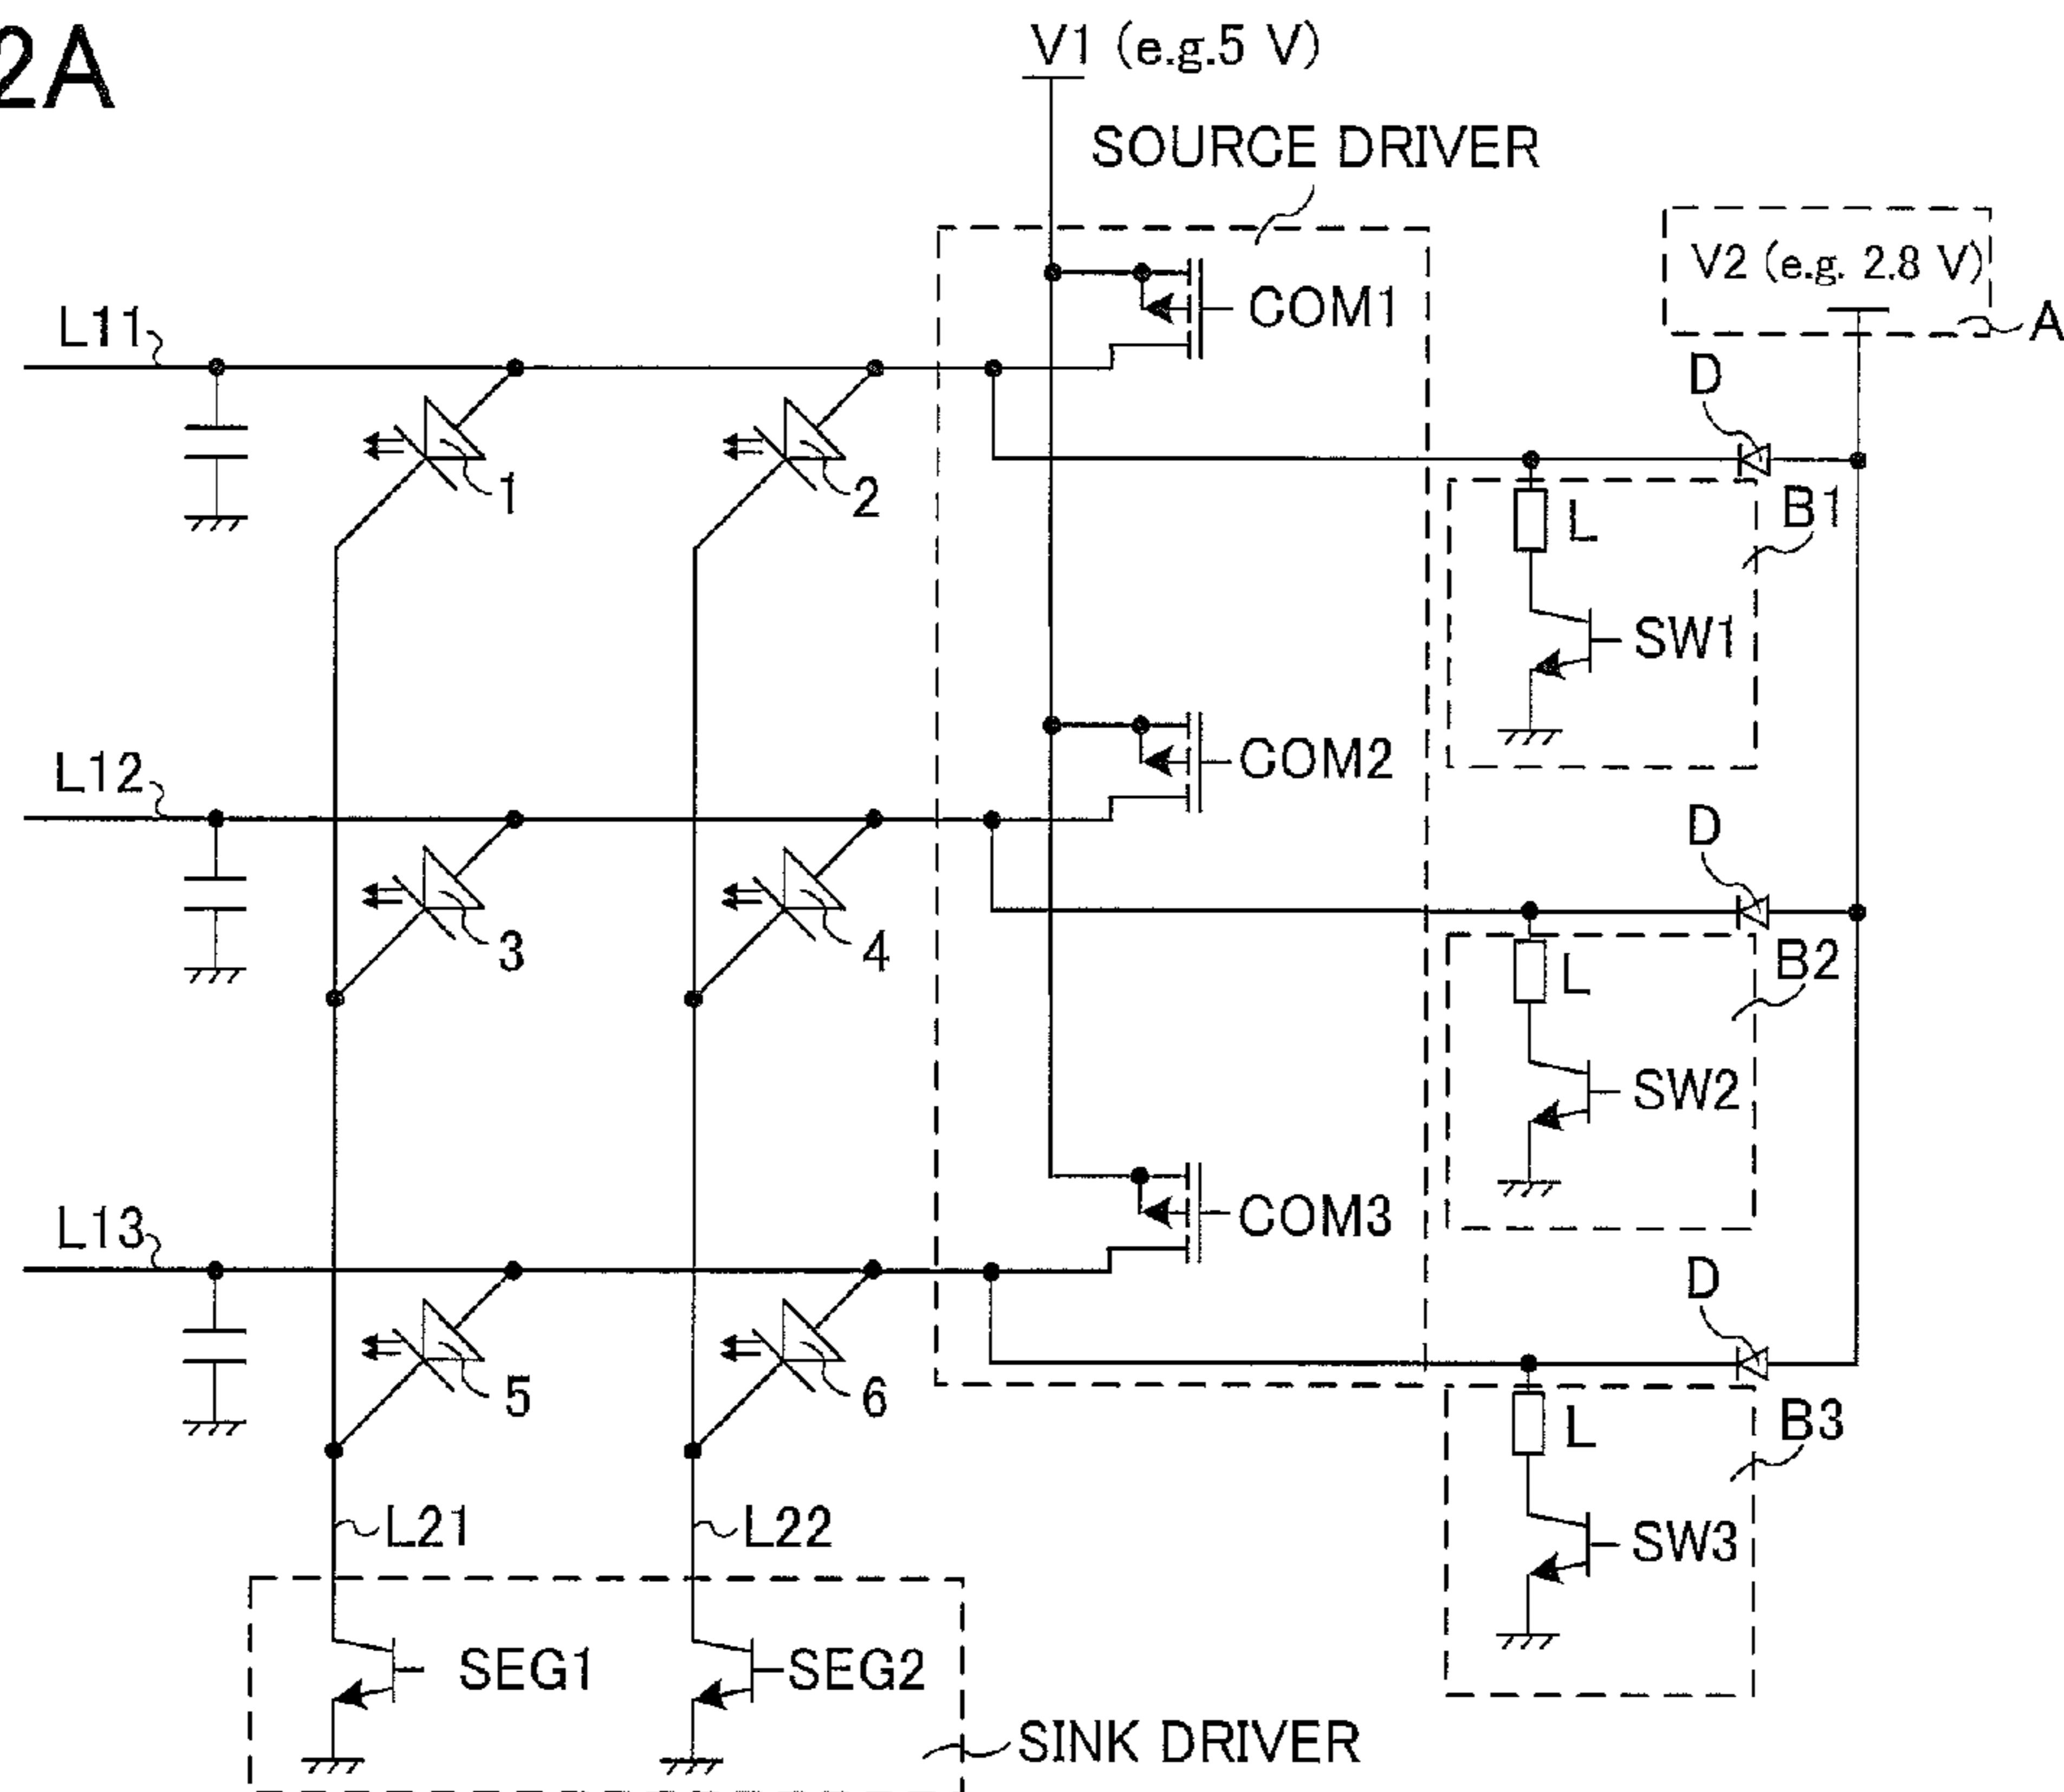 2A
V1 (e.g.5 V)
SOURCE DRIVER
V2 (e.g. 2.8 V)
A
COM1
L11
D
1
2
B1
L
SW1
COM2
L12
D
3
4
B2
L
SW2
COM3
L13
D
5
6
B3
L
L21
L22
SW3
SEG1
SEG2
SINK DRIVER